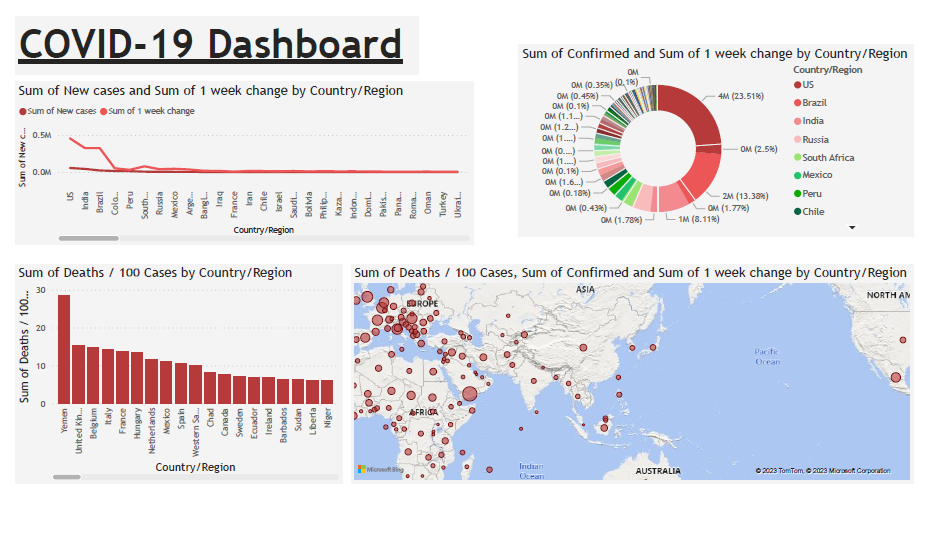 COVID-19 Dashboard
Sum of New cases and Sum of 1 week change by Country/Region
Sum of New cases Sum of 1 week change
Sum of New c...
0.5M
0.0M
US
India
Brazil
Colo...
Peru
South...
Russia
Mexico
Arge...
Bangl...
Iraq
France
Iran
Chile
Israel
Saudi...
Bolivia
Philip...
Kaza...
Indon...
Domi...
Pakis...
Pana...
Roma...
Oman
Turkey
Ukrai...
Country/Region
Sum of Confirmed and Sum of 1 week change by Country/Region
0M
(0.1%)
0M (0.35%)
0M (0.45%)
0M (0.1%)
0M (1.1...)
0M (1.2...)
0M (1....)
0M (0....)
0M (1....)
0M (0.1%)
0M (1.6...)
0M (0.18%)
0M (0.43%)
0M (1.78%)
4M (23.51%)
0M (2.5%)
2M (13.38%)
0M (1.77%)
1M (8.11%)
Country/Region
US
Brazil
India
Russia
South Africa
Mexico
Peru
Chile
Sum of Deaths / 100 Cases by Country/Region
Sum of Deaths / 100...
30
20
10
0
Yemen
United Kin...
Belgium
Italy
France
Hungary
Netherlands
Mexico
Spain
Western Sa...
Chad
Canada
Sweden
Ecuador
Ireland
Barbados
Sudan
Liberia
Niger
Country/Region
Sum of Deaths / 100 Cases, Sum of Confirmed and Sum of 1 week change by Country/Region
ASIA
EUROPE
NORTH AM
Pacific
Ocean
AFRICA
Indian
Ocean
AUSTRALIA
Microsoft Bing
© 2023 TomTom, © 2023 Microsoft Corporation